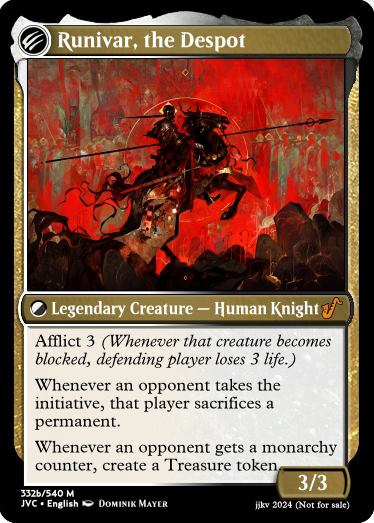 Runivar, the Despot
Legendary Creature — Human Knight
Afflict 3 (Whenever that creature becomes
blocked, defending player loses 3 life.)
Whenever an opponent takes the
initiative, that player sacrifices a
permanent.
Whenever an opponent gets a monarchy
counter, create a Treasure token.
3/3
332b/540 M
JVC • English Dominik Mayer
jjkv 2024 (Not for sale)